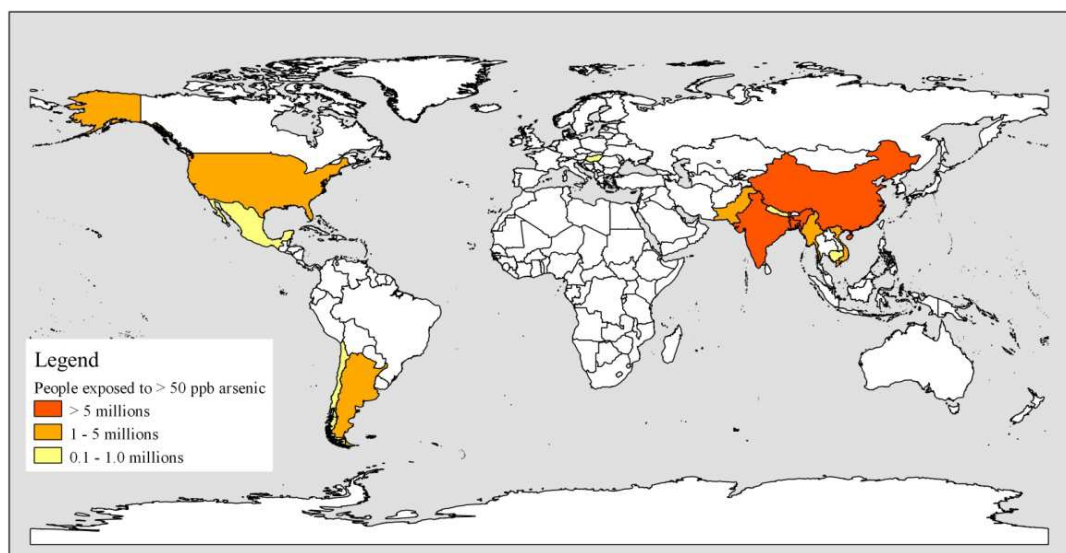 Legend
People exposed to > 50 ppb arsenic
> 5 millions
1 - 5 millions
0.1 - 1.0 millions